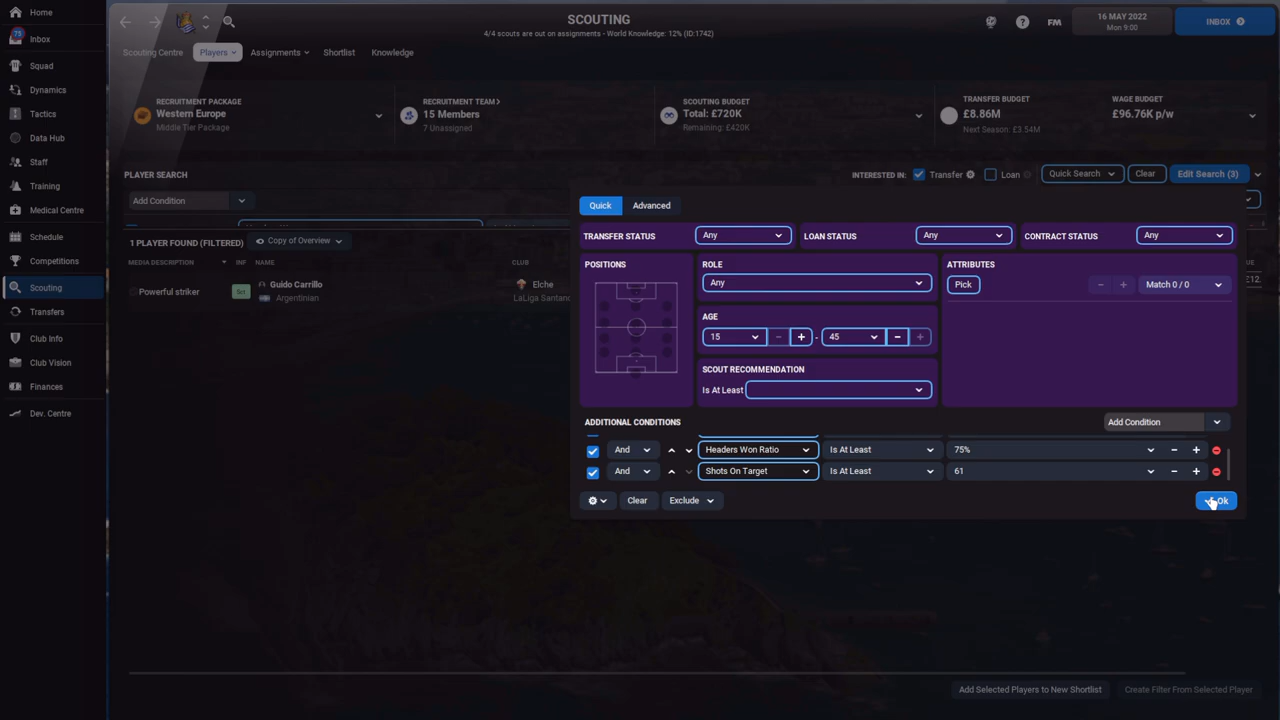 Home
75
Inbox
Squad
Dynamics
Tactics
Data Hub
Staff
Training
Medical Centre
Schedule
Competitions
Scouting
Transfers
Club Info
Club Vision
Finances
Dev. Centre
SCOUTING
4/4 scouts are out on assignments - World Knowledge: 12% (ID:1742)
FM
16 MAY 2022
Mon 9:00
INBOX
Scouting Centre
Players
Assignments
Shortlist
Knowledge
RECRUITMENT PACKAGE
Western Europe
Middle Tier Package
RECRUITMENT TEAM
15 Members
7 Unassigned
SCOUTING BUDGET
Total: £720K
Remaining: £420K
TRANSFER BUDGET
£8.86M
Next Season: £3.54M
WAGE BUDGET
£96.76K p/w
PLAYER SEARCH
INTERESTED IN:
Transfer
Loan
Quick Search
Clear
Edit Search (3)
Add Condition
1 PLAYER FOUND (FILTERED)
Copy of Overview
MEDIA DESCRIPTION
INF
NAME
CLUB
Powerful striker
Guido Carrillo
Argentinian
Elche
LaLiga Santand
£12.
Quick
Advanced
TRANSFER STATUS
Any
LOAN STATUS
Any
CONTRACT STATUS
Any
POSITIONS
ROLE
Any
AGE
15
-
45
SCOUT RECOMMENDATION
Is At Least
ATTRIBUTES
Pick
Match 0 / 0
ADDITIONAL CONDITIONS
Add Condition
And
Headers Won Ratio
Is At Least
75%
And
Shots On Target
Is At Least
61
Clear
Exclude
Ok
Add Selected Players to New Shortlist
Create Filter From Selected Player